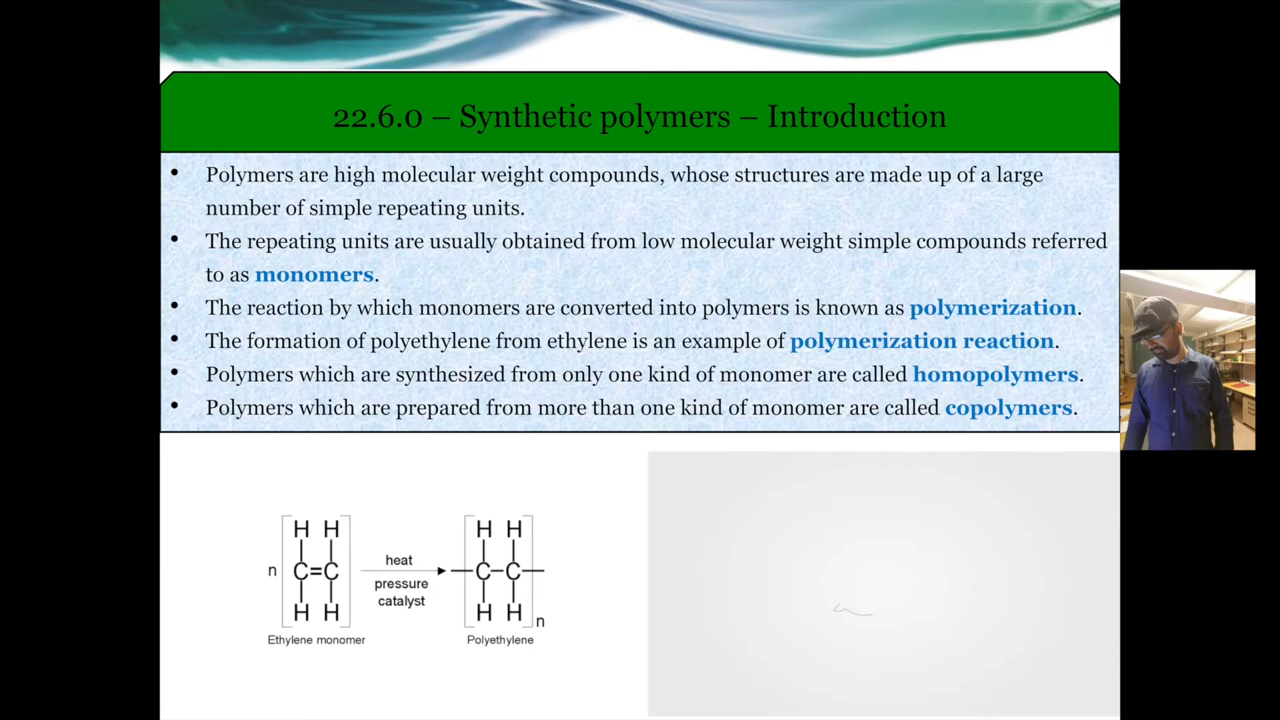 22.6.0 – Synthetic polymers – Introduction
• Polymers are high molecular weight compounds, whose structures are made up of a large
number of simple repeating units.
• The repeating units are usually obtained from low molecular weight simple compounds referred
to as monomers.
• The reaction by which monomers are converted into polymers is known as polymerization.
• The formation of polyethylene from ethylene is an example of polymerization reaction.
• Polymers which are synthesized from only one kind of monomer are called homopolymers.
• Polymers which are prepared from more than one kind of monomer are called copolymers.
H H
n C=C
H H
Ethylene monomer
heat
pressure
catalyst
H H
C–C
H H
n
Polyethylene